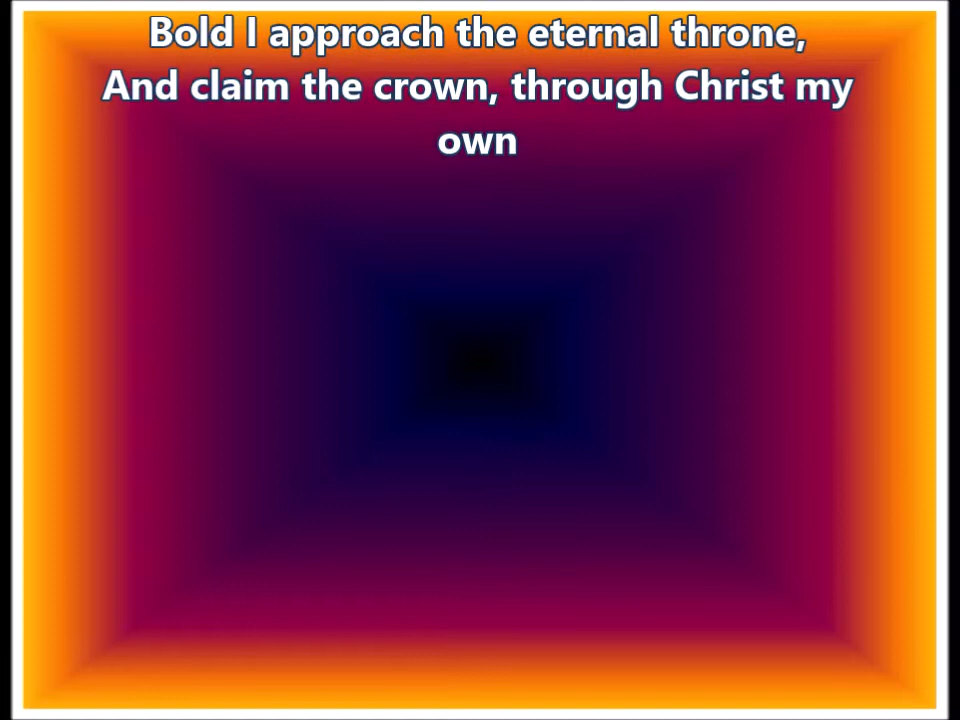 Bold I approach the eternal throne,
And claim the crown, through Christ my
own